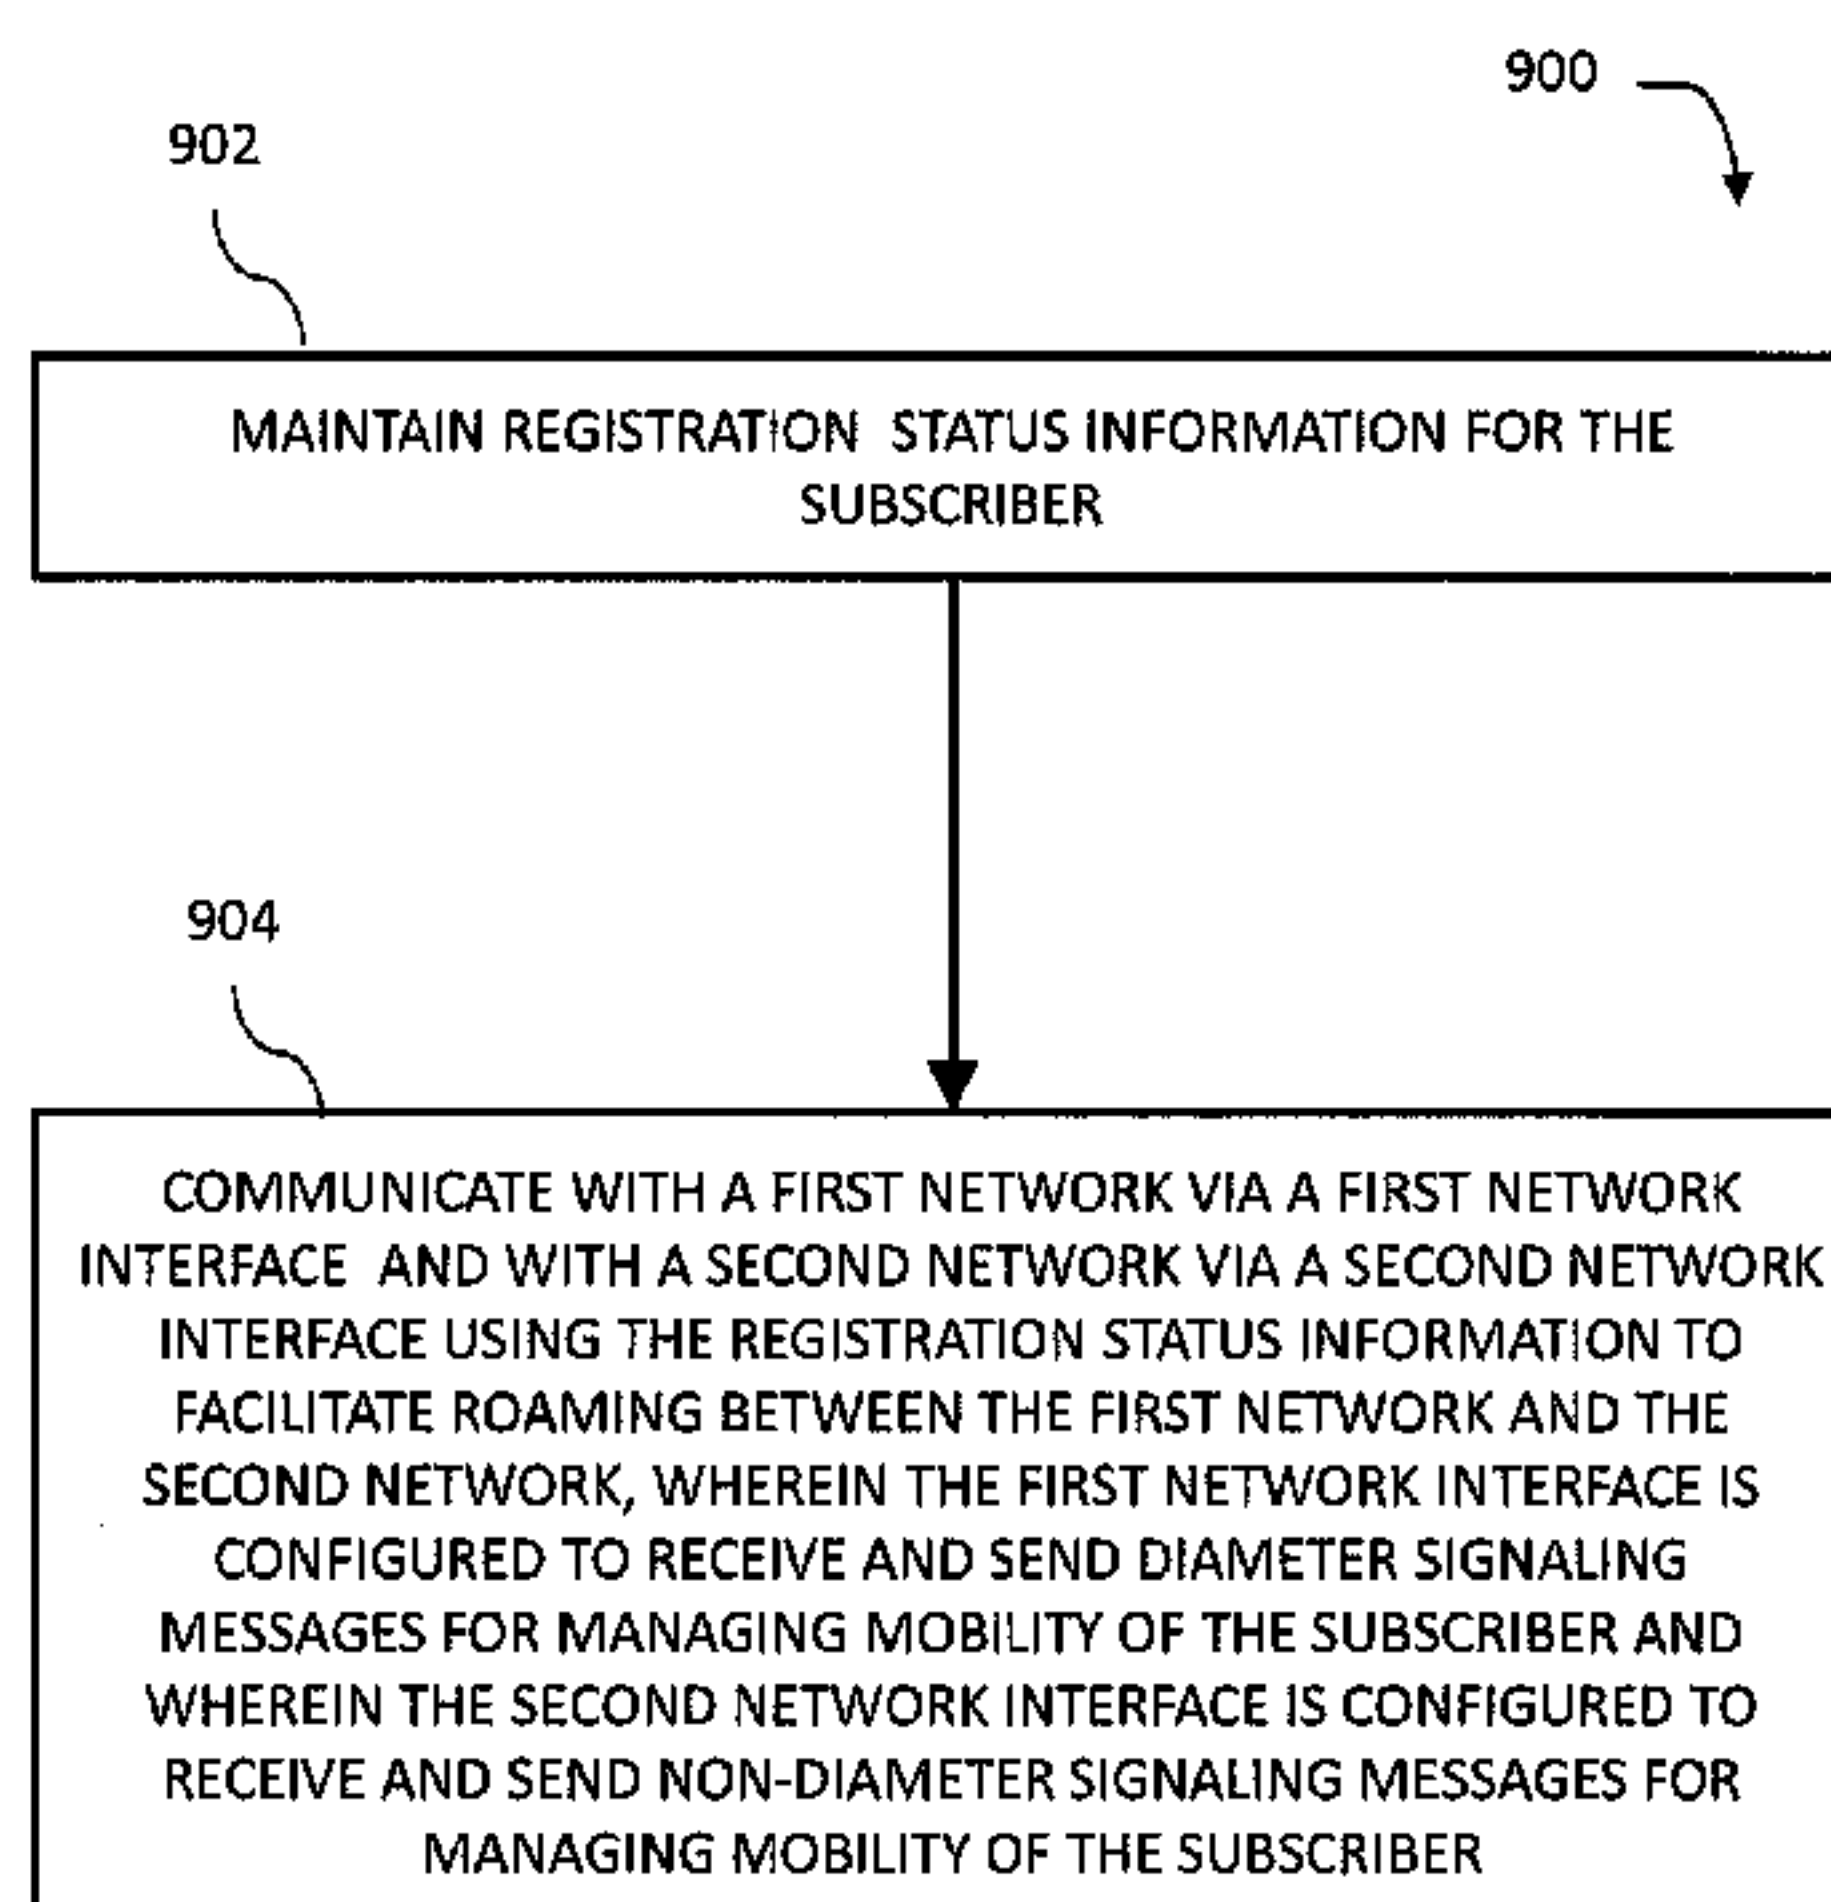 900
902
MAINTAIN REGISTRATION STATUS INFORMATION FOR THE
SUBSCRIBER
904
COMMUNICATE WITH A FIRST NETWORK VIA A FIRST NETWORK
INTERFACE AND WITH A SECOND NETWORK VIA A SECOND NETWORK
INTERFACE USING THE REGISTRATION STATUS INFORMATION TO
FACILITATE ROAMING BETWEEN THE FIRST NETWORK AND THE
SECOND NETWORK, WHEREIN THE FIRST NETWORK INTERFACE IS
CONFIGURED TO RECEIVE AND SEND DIAMETER SIGNALING
MESSAGES FOR MANAGING MOBILITY OF THE SUBSCRIBER AND
WHEREIN THE SECOND NETWORK INTERFACE IS CONFIGURED TO
RECEIVE AND SEND NON-DIAMETER SIGNALING MESSAGES FOR
MANAGING MOBILITY OF THE SUBSCRIBER